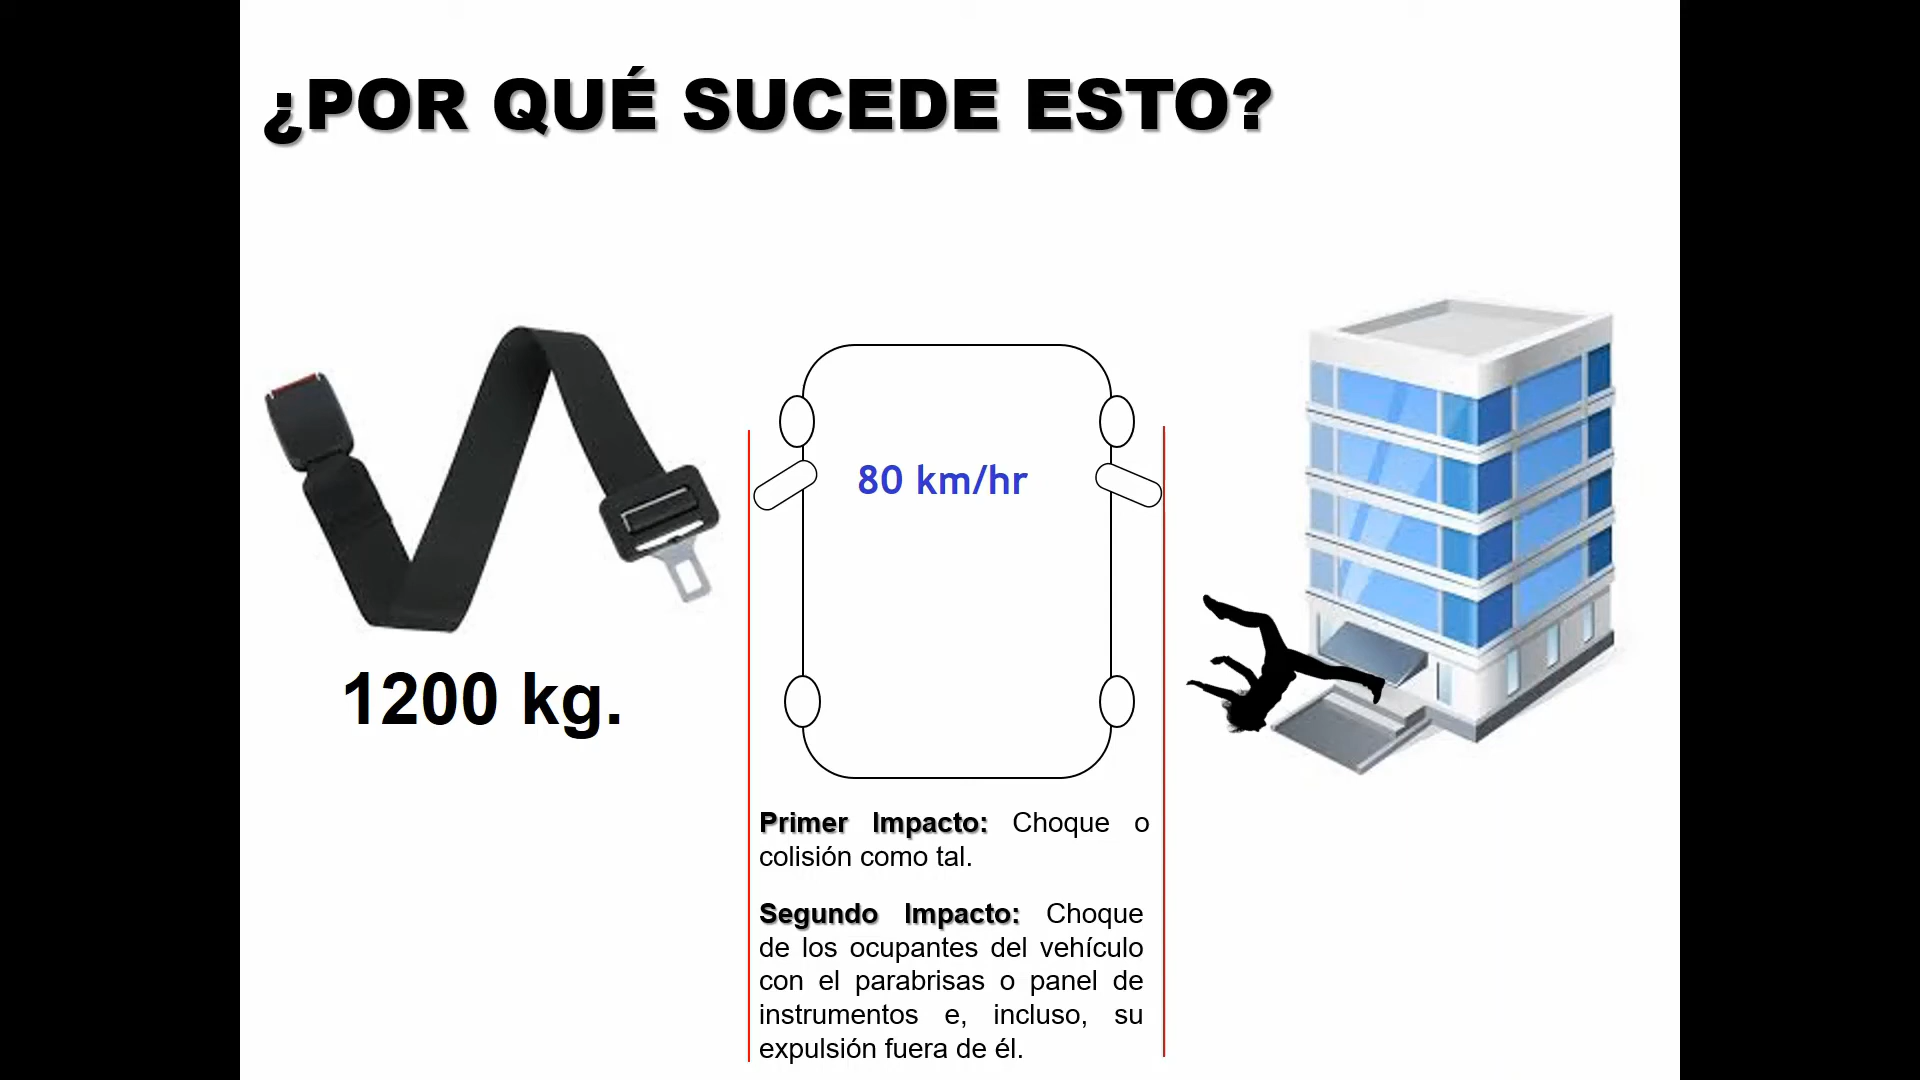 ¿POR QUÉ SUCEDE ESTO?
80 km/hr
1200 kg.
Primer Impacto: Choque o
colisión como tal.
Segundo Impacto: Choque
de los ocupantes del vehículo
con el parabrisas o panel de
instrumentos e, incluso, su
expulsión fuera de él.